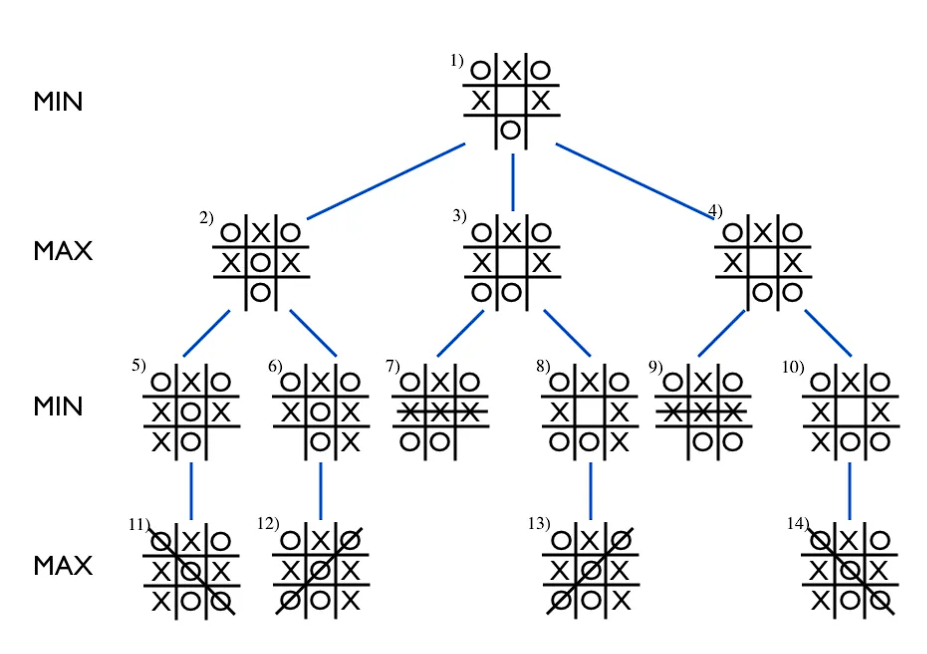 1)
O X O
MIN X X
O
2) 3) 4)
O X O O X O O X O
MAX X O X X X X X
O O O O O
5) 6) 7) 8) 9) 10)
O X O O X O O X O O X O O X O O X O
MIN X O X X O X X X X X X X X X X X
X O O X O O O O X O O X O O
11) 12) 13) 14)
O X O O X O O X O O X O
MAX X O X X O X X O X X O X
X O O O O X O O X X O O